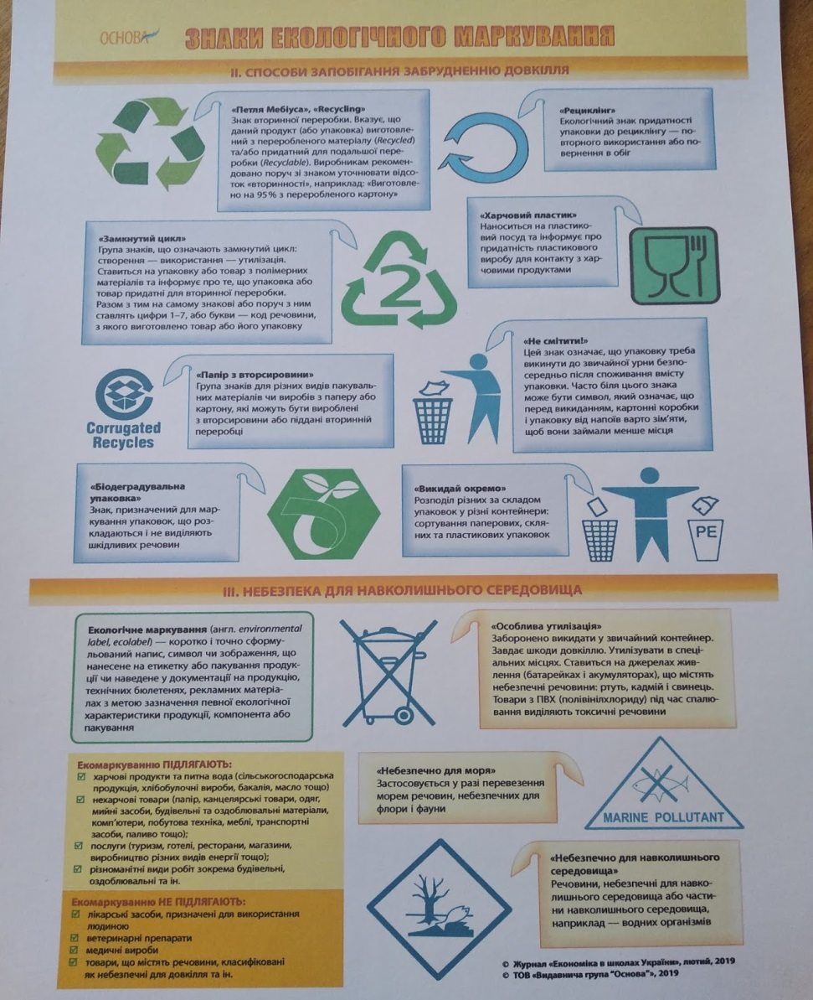 ОСНОВА
ЗНАКИ ЕКОЛОГІЧНОГО МАРКУВАННЯ
ІІ. СПОСОБИ ЗАПОБІГАННЯ ЗАБРУДНЕННЮ ДОВКІЛЛЯ
«Петля Мебіуса», «Recycling»
Знак вторинної переробки. Вказує, що
даний продукт (або упаковка) виготовле-
ний з переробленого матеріалу (Recycled)
та/або придатний для подальшої пере-
робки (Recyclable). Виробникам рекомен-
довано поруч зі знаком уточнювати відсо-
ток «вторинності», наприклад: «Виготовле-
но на 95 % з переробленого картону»
«Рециклінг»
Екологічний знак придатності
упаковки до рециклінгу — по-
вторного використання або по-
вернення в обіг
«Замкнутий цикл»
Група знаків, що означають замкнутий цикл:
створення — використання — утилізація.
Ставиться на упаковку або товар з полімерних
матеріалів та інформує про те, що упаковка або
товар придатні для вторинної переробки.
Разом з тим на самому знакові або поруч з ним
ставлять цифри 1–7, або букви — код речовини,
з якого виготовлено товар або його упаковку
2
«Харчовий пластик»
Наноситься на пластико-
вий посуд та інформує про
придатність пластикового
виробу для контакту з хар-
човими продуктами
Corrugated
Recycles
«Папір з вторсировини»
Група знаків для різних видів пакуваль-
них матеріалів чи виробів з паперу або
картону, які можуть бути вироблені
з вторсировини або піддані вторинній
переробці
«Не смітити!»
Цей знак означає, що упаковку треба
викинути до звичайної урни безпо-
середньо після споживання вмісту
упаковки. Часто біля цього знака
може бути символ, який означає, що
перед викиданням, картонні коробки
і упаковку від напоїв варто зім'яти,
щоб вони займали менше місця
«Біодеградувальна
упаковка»
Знак, призначений для мар-
кування упаковок, що роз-
кладаються і не виділяють
шкідливих речовин
«Викидай окремо»
Розподіл різних за складом
упаковок у різні контейнери:
сортування паперових, скля-
них та пластикових упаковок
PE
ІІІ. НЕБЕЗПЕКА ДЛЯ НАВКОЛИШНЬОГО СЕРЕДОВИЩА
Екологічне маркування (англ. environmental
label, ecolabel) — коротко і точно сформу-
льований напис, символ чи зображення, що
нанесене на етикетку або пакування продук-
ції чи наведене у документації на продукцію,
технічних бюлетенях, рекламних матеріа-
лах з метою зазначення певної екологічної
характеристики продукції, компонента або
пакування
«Особлива утилізація»
Заборонено викидати у звичайний контейнер.
Завдає шкоди довкіллю. Утилізувати в спеці-
альних місцях. Ставиться на джерелах жив-
лення (батарейках і акумуляторах), що містять
небезпечні речовини: ртуть, кадмій і свинець.
Товари з ПВХ (полівінілхлориду) під час спалю-
вання виділяють токсичні речовини
Екомаркуванню ПІДЛЯГАЮТЬ:
харчові продукти та питна вода (сільськогосподарська
продукція, хлібобулочні вироби, бакалія, масло тощо)
нехарчові товари (папір, канцелярські товари, одяг,
мийні засоби, будівельні та оздоблювальні матеріали,
комп'ютери, побутова техніка, меблі, транспортні
засоби, паливо тощо);
послуги (туризм, готелі, ресторани, магазини,
виробництво різних видів енергії тощо);
різноманітні види робіт зокрема будівельні,
оздоблювальні та ін.
Екомаркуванню НЕ ПІДЛЯГАЮТЬ:
лікарські засоби, призначені для використання
людиною
ветеринарні препарати
медичні вироби
товари, що містять речовини, класифіковані
як небезпечні для довкілля та ін.
«Небезпечно для моря»
Застосовується у разі перевезення
морем речовин, небезпечних для
флори і фауни
MARINE POLLUTANT
«Небезпечно для навколишнього
середовища»
Речовини, небезпечні для навко-
лишнього середовища або части-
ни навколишнього середовища,
наприклад — водних організмів
© Журнал «Економіка в школах України», лютий, 2019
© ТОВ «Видавнича група "Основа"», 2019